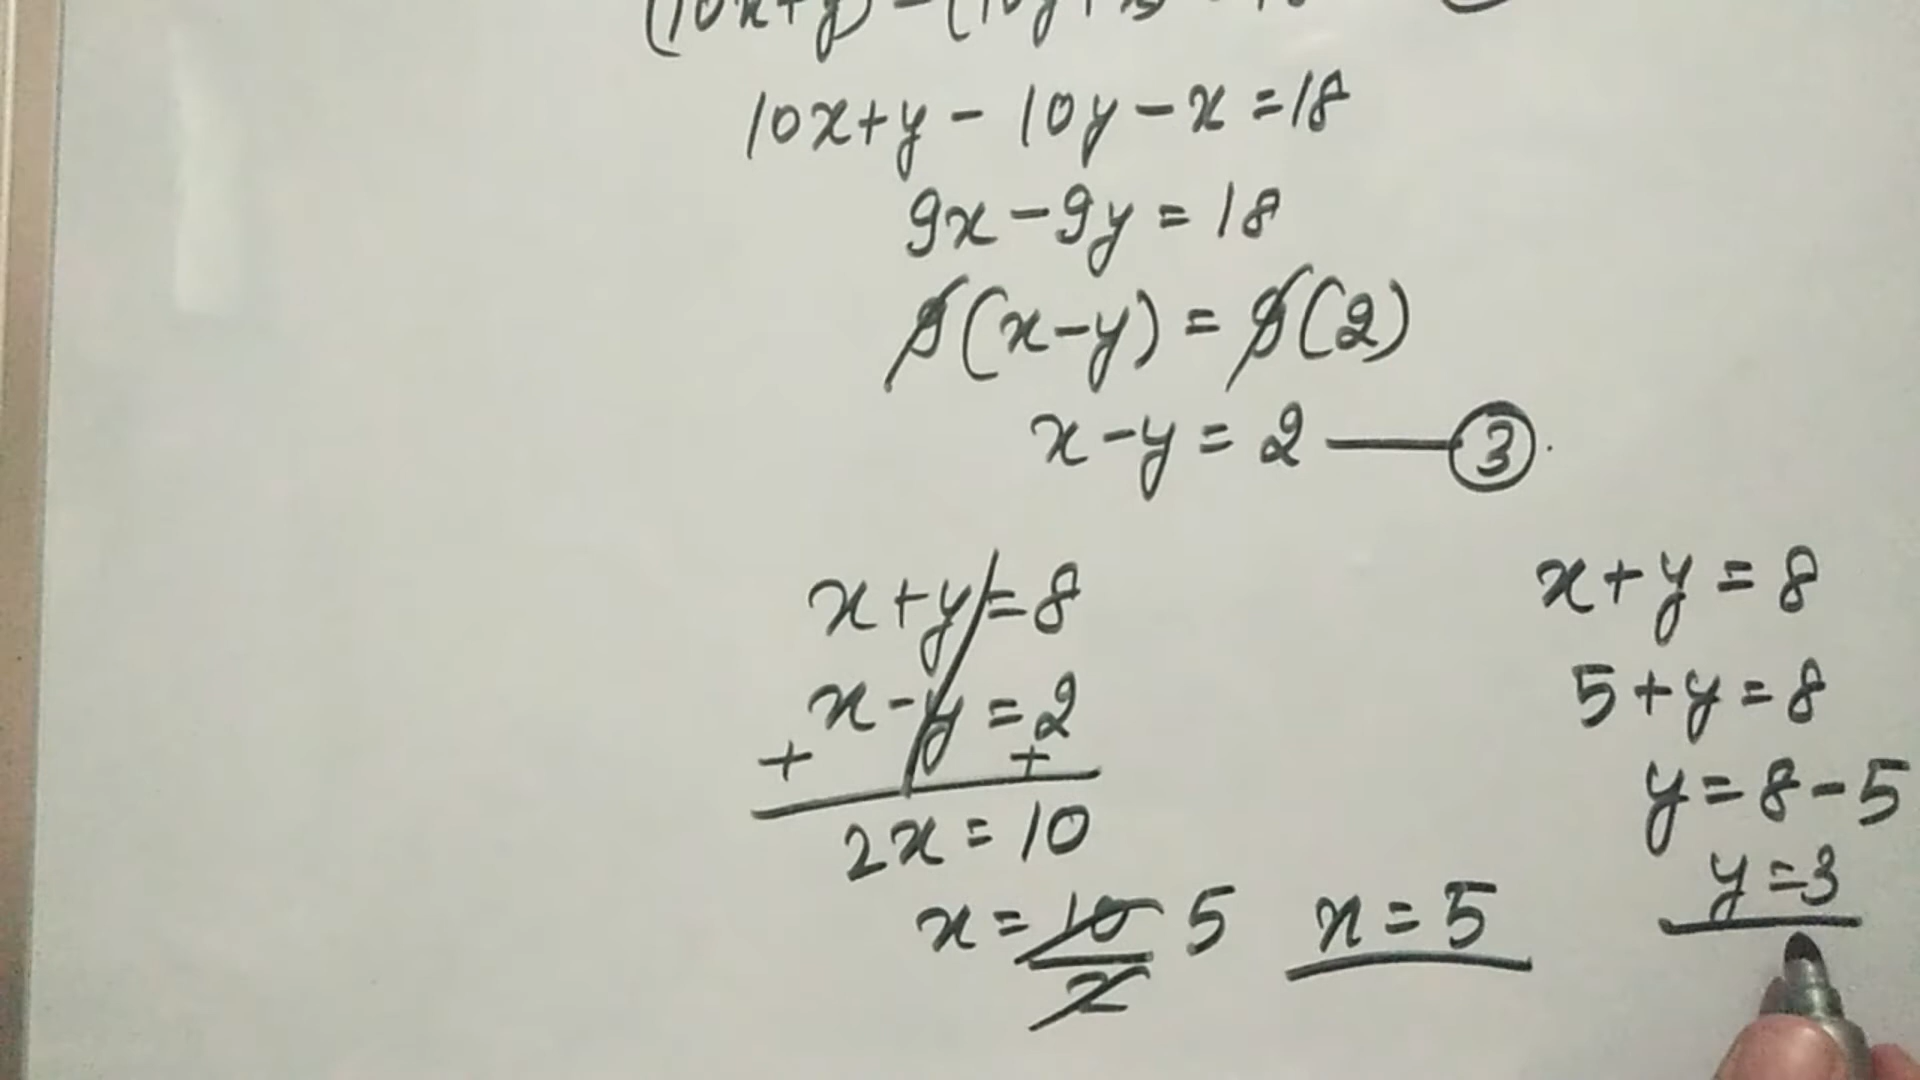 10x+y - 10y - x = 18
9x - 9y = 18
9(x-y) = 9(2)
x - y = 2 — 3
x + y = 8
x - y = 2
+ +
2x = 10
x = 10/2 5 x = 5
x + y = 8
5 + y = 8
y = 8 - 5
y = 3